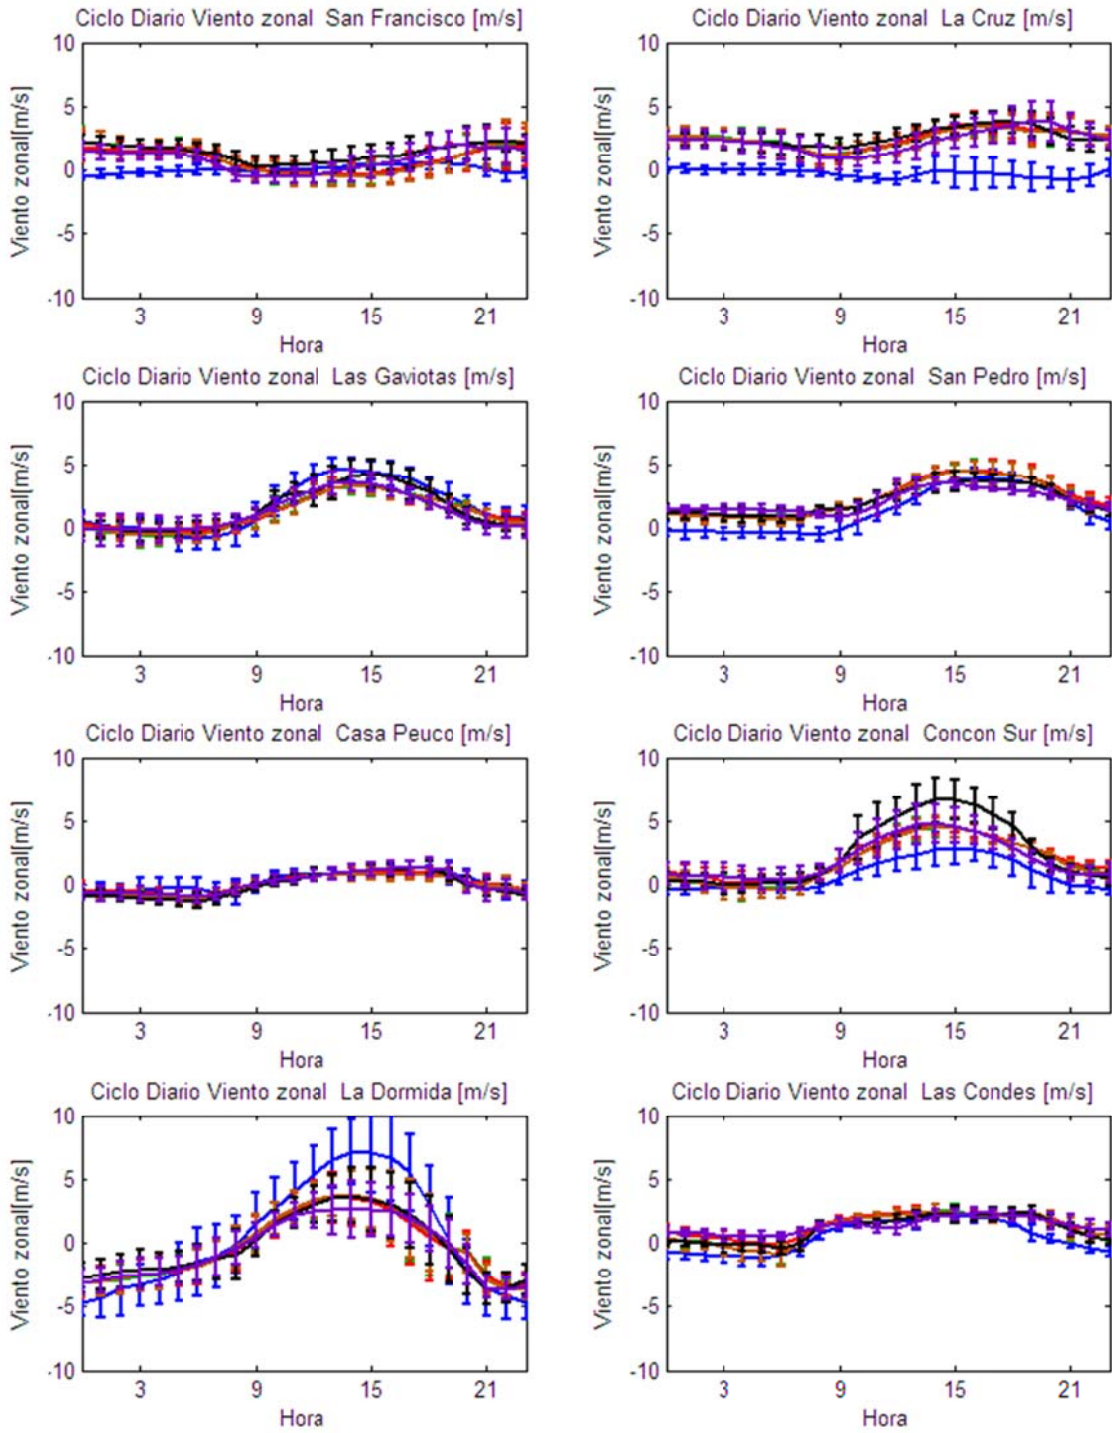 Ciclo Diario Viento zonal San Francisco [m/s]
Viento zonal[m/s]
10
5
0
-5
-10
3 9 15 21
Hora
Ciclo Diario Viento zonal La Cruz [m/s]
Viento zonal[m/s]
10
5
0
-5
-10
3 9 15 21
Hora
Ciclo Diario Viento zonal Las Gaviotas [m/s]
Viento zonal[m/s]
10
5
0
-5
-10
3 9 15 21
Hora
Ciclo Diario Viento zonal San Pedro [m/s]
Viento zonal[m/s]
10
5
0
-5
-10
3 9 15 21
Hora
Ciclo Diario Viento zonal Casa Peuco [m/s]
Viento zonal[m/s]
10
5
0
-5
-10
3 9 15 21
Hora
Ciclo Diario Viento zonal Concon Sur [m/s]
Viento zonal[m/s]
10
5
0
-5
-10
3 9 15 21
Hora
Ciclo Diario Viento zonal La Dormida [m/s]
Viento zonal[m/s]
10
5
0
-5
-10
3 9 15 21
Hora
Ciclo Diario Viento zonal Las Condes [m/s]
Viento zonal[m/s]
10
5
0
-5
-10
3 9 15 21
Hora